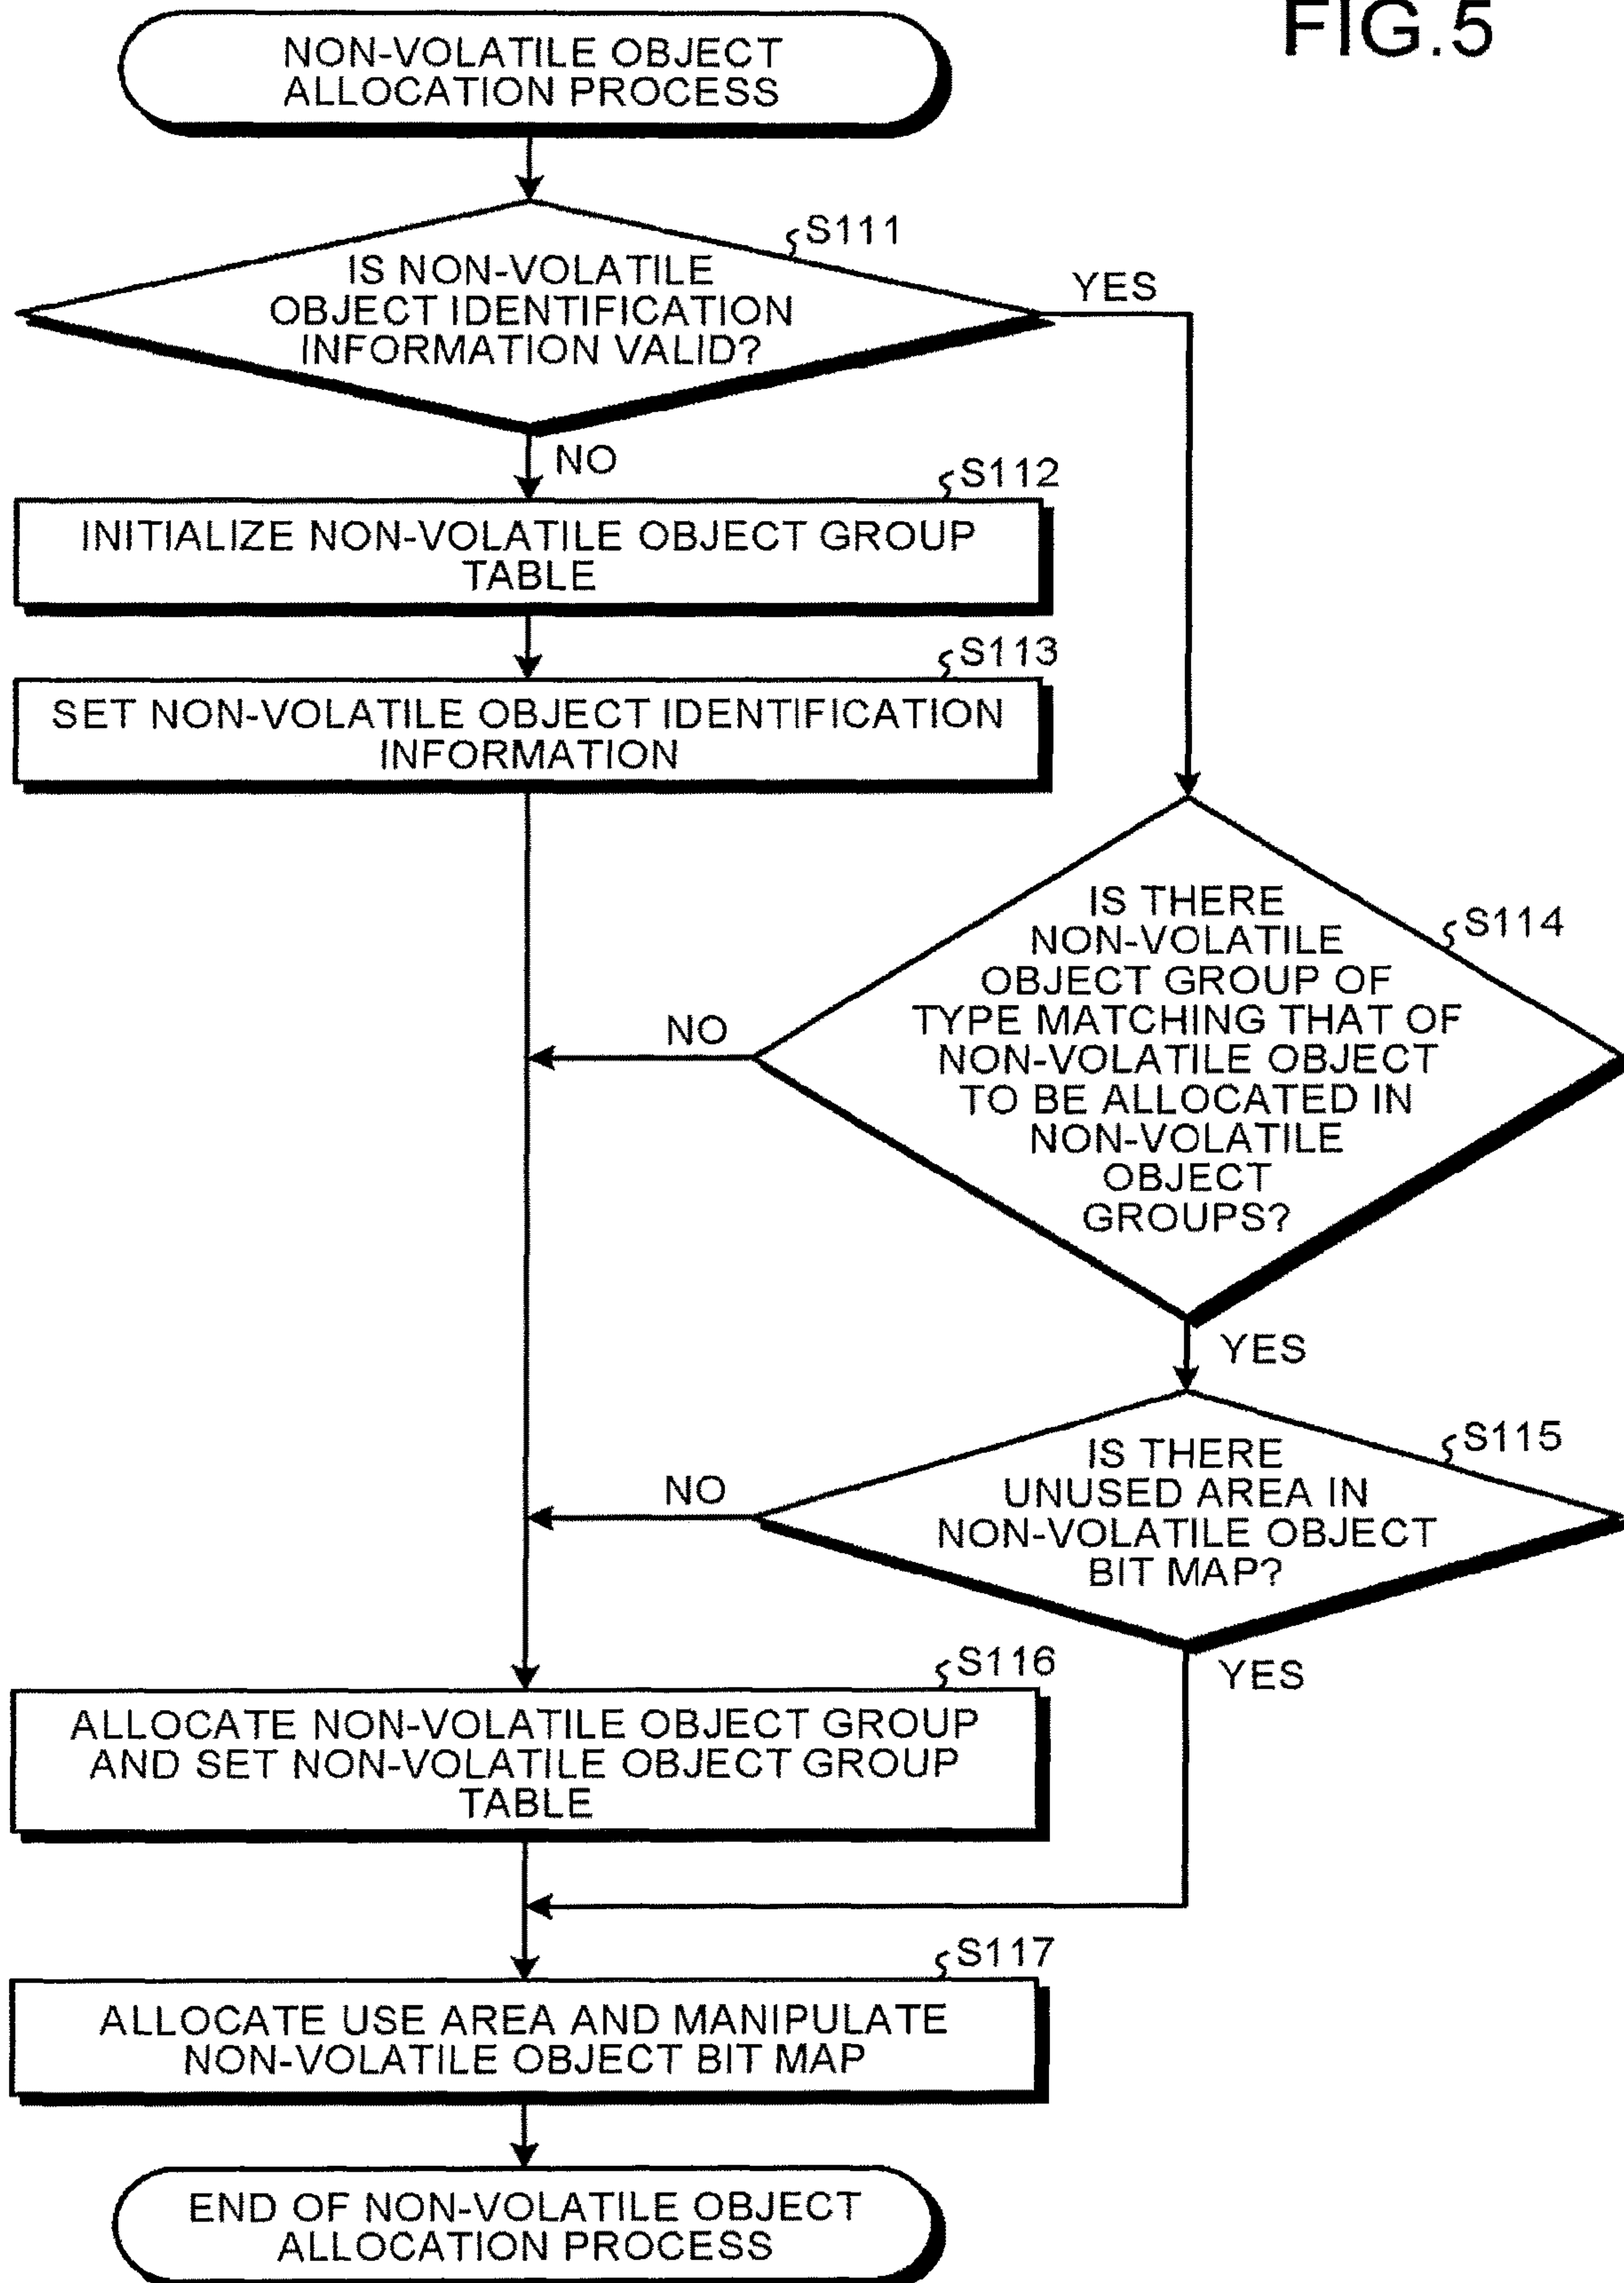 FIG.5
NON-VOLATILE OBJECT
ALLOCATION PROCESS
S111
IS NON-VOLATILE
OBJECT IDENTIFICATION
INFORMATION VALID?
YES
NO
S112
INITIALIZE NON-VOLATILE OBJECT GROUP
TABLE
S113
SET NON-VOLATILE OBJECT IDENTIFICATION
INFORMATION
S114
IS THERE
NON-VOLATILE
OBJECT GROUP OF
TYPE MATCHING THAT OF
NON-VOLATILE OBJECT
TO BE ALLOCATED IN
NON-VOLATILE
OBJECT
GROUPS?
NO
YES
S115
IS THERE
UNUSED AREA IN
NON-VOLATILE OBJECT
BIT MAP?
NO
YES
S116
ALLOCATE NON-VOLATILE OBJECT GROUP
AND SET NON-VOLATILE OBJECT GROUP
TABLE
S117
ALLOCATE USE AREA AND MANIPULATE
NON-VOLATILE OBJECT BIT MAP
END OF NON-VOLATILE OBJECT
ALLOCATION PROCESS